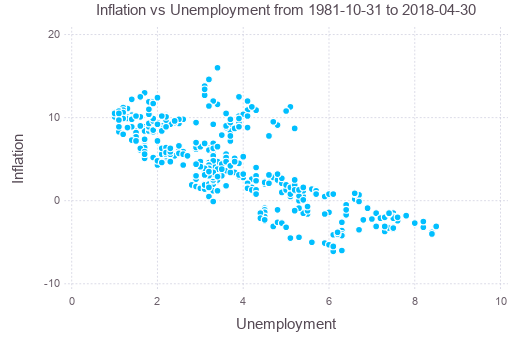 Inflation vs Unemployment from 1981-10-31 to 2018-04-30
20
10
0
-10
Inflation
0 2 4 6 8 10
Unemployment